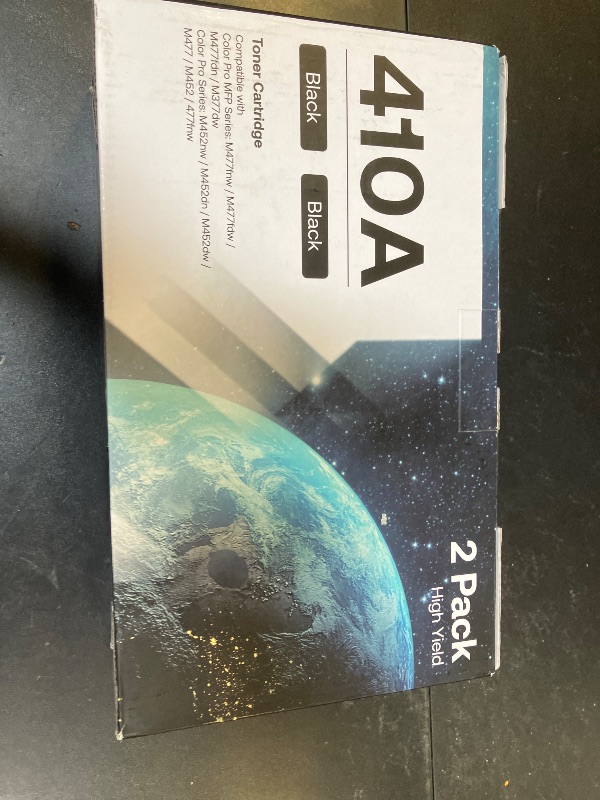 410A
Black
Black
Toner Cartridge
Compatible with
Color Pro MFP Series: M477fnw / M477fdw /
M477fdn / M377dw
Color Pro Series: M452nw / M452dn / M452dw /
M477 / M452 / 477fnw
2 Pack
High Yield